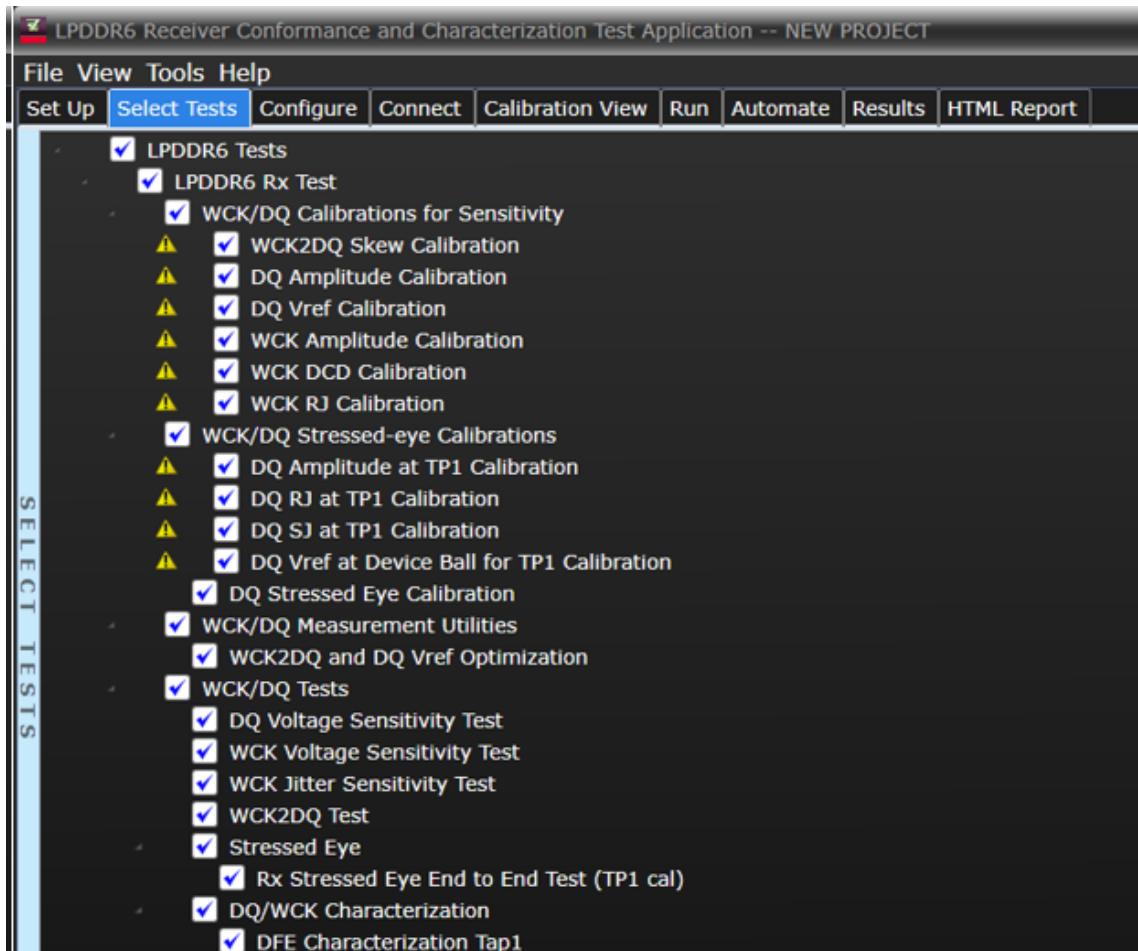 LPDDR6 Receiver Conformance and Characterization Test Application -- NEW PROJECT
File View Tools Help
Set Up Select Tests Configure Connect Calibration View Run Automate Results HTML Report
SELECT TESTS
LPDDR6 Tests
LPDDR6 Rx Test
WCK/DQ Calibrations for Sensitivity
WCK2DQ Skew Calibration
DQ Amplitude Calibration
DQ Vref Calibration
WCK Amplitude Calibration
WCK DCD Calibration
WCK RJ Calibration
WCK/DQ Stressed-eye Calibrations
DQ Amplitude at TP1 Calibration
DQ RJ at TP1 Calibration
DQ SJ at TP1 Calibration
DQ Vref at Device Ball for TP1 Calibration
DQ Stressed Eye Calibration
WCK/DQ Measurement Utilities
WCK2DQ and DQ Vref Optimization
WCK/DQ Tests
DQ Voltage Sensitivity Test
WCK Voltage Sensitivity Test
WCK Jitter Sensitivity Test
WCK2DQ Test
Stressed Eye
Rx Stressed Eye End to End Test (TP1 cal)
DQ/WCK Characterization
DFE Characterization Tap1